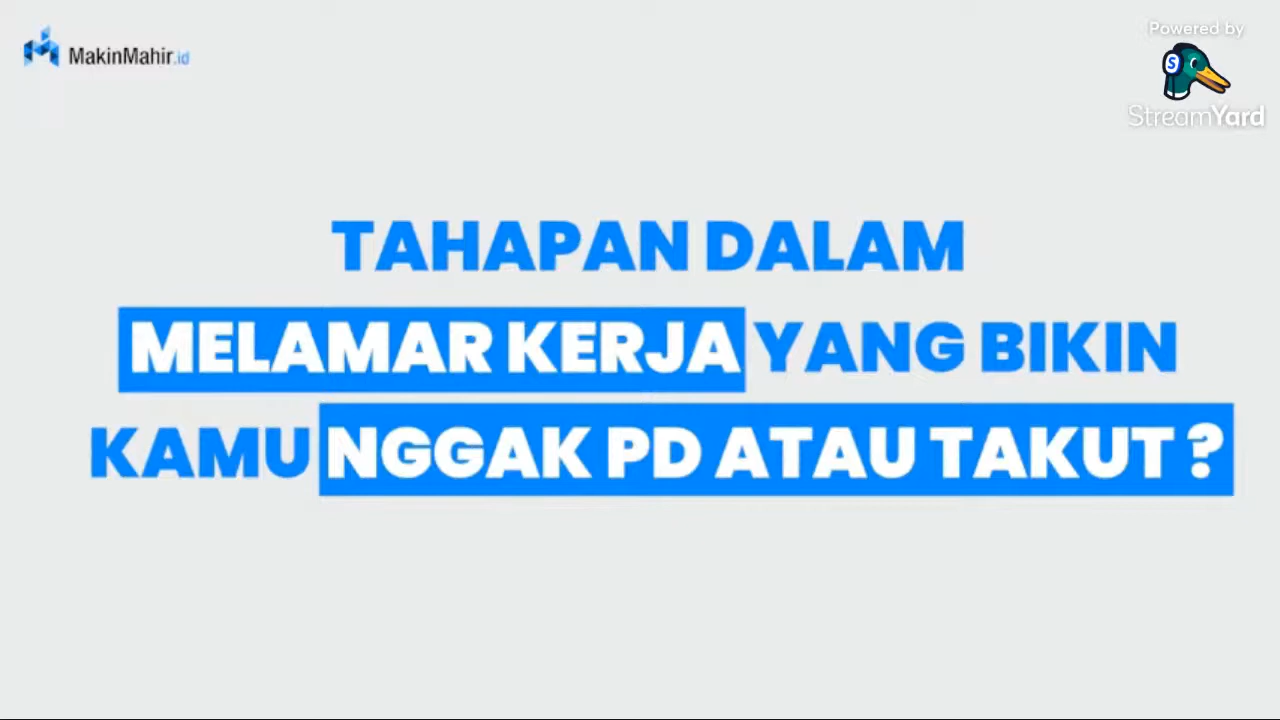 MakinMahir.id
Powered by
S
StreamYard
TAHAPAN DALAM
MELAMAR KERJA YANG BIKIN
KAMU NGGAK PD ATAU TAKUT ?